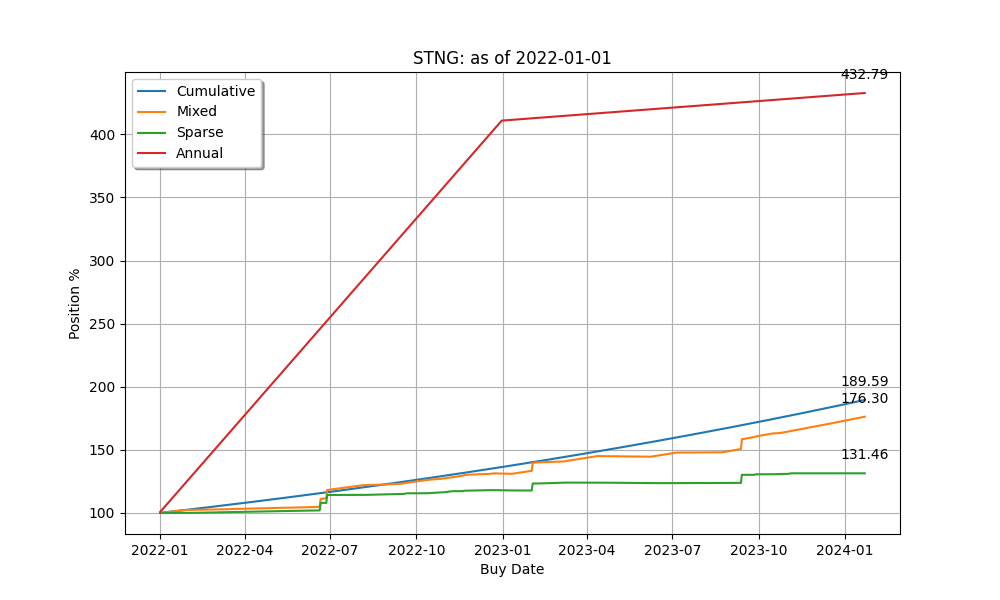 STNG: as of 2022-01-01
Cumulative
Mixed
Sparse
Annual
432.79
189.59
176.30
131.46
400
350
300
250
200
150
100
Position %
2022-01
2022-04
2022-07
2022-10
2023-01
2023-04
2023-07
2023-10
2024-01
Buy Date